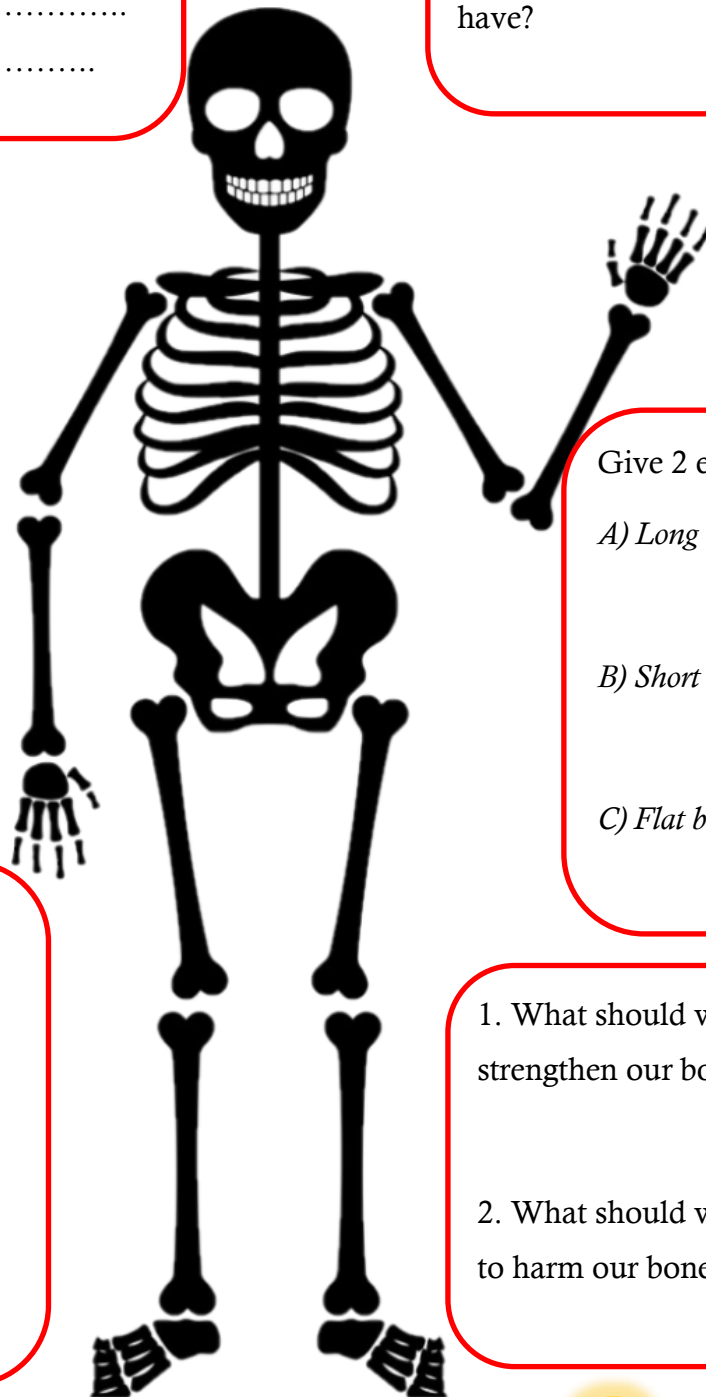 …………..
………..
have?
Give 2 e
A) Long
B) Short
C) Flat b
1. What should w
strengthen our bo
2. What should w
to harm our bone